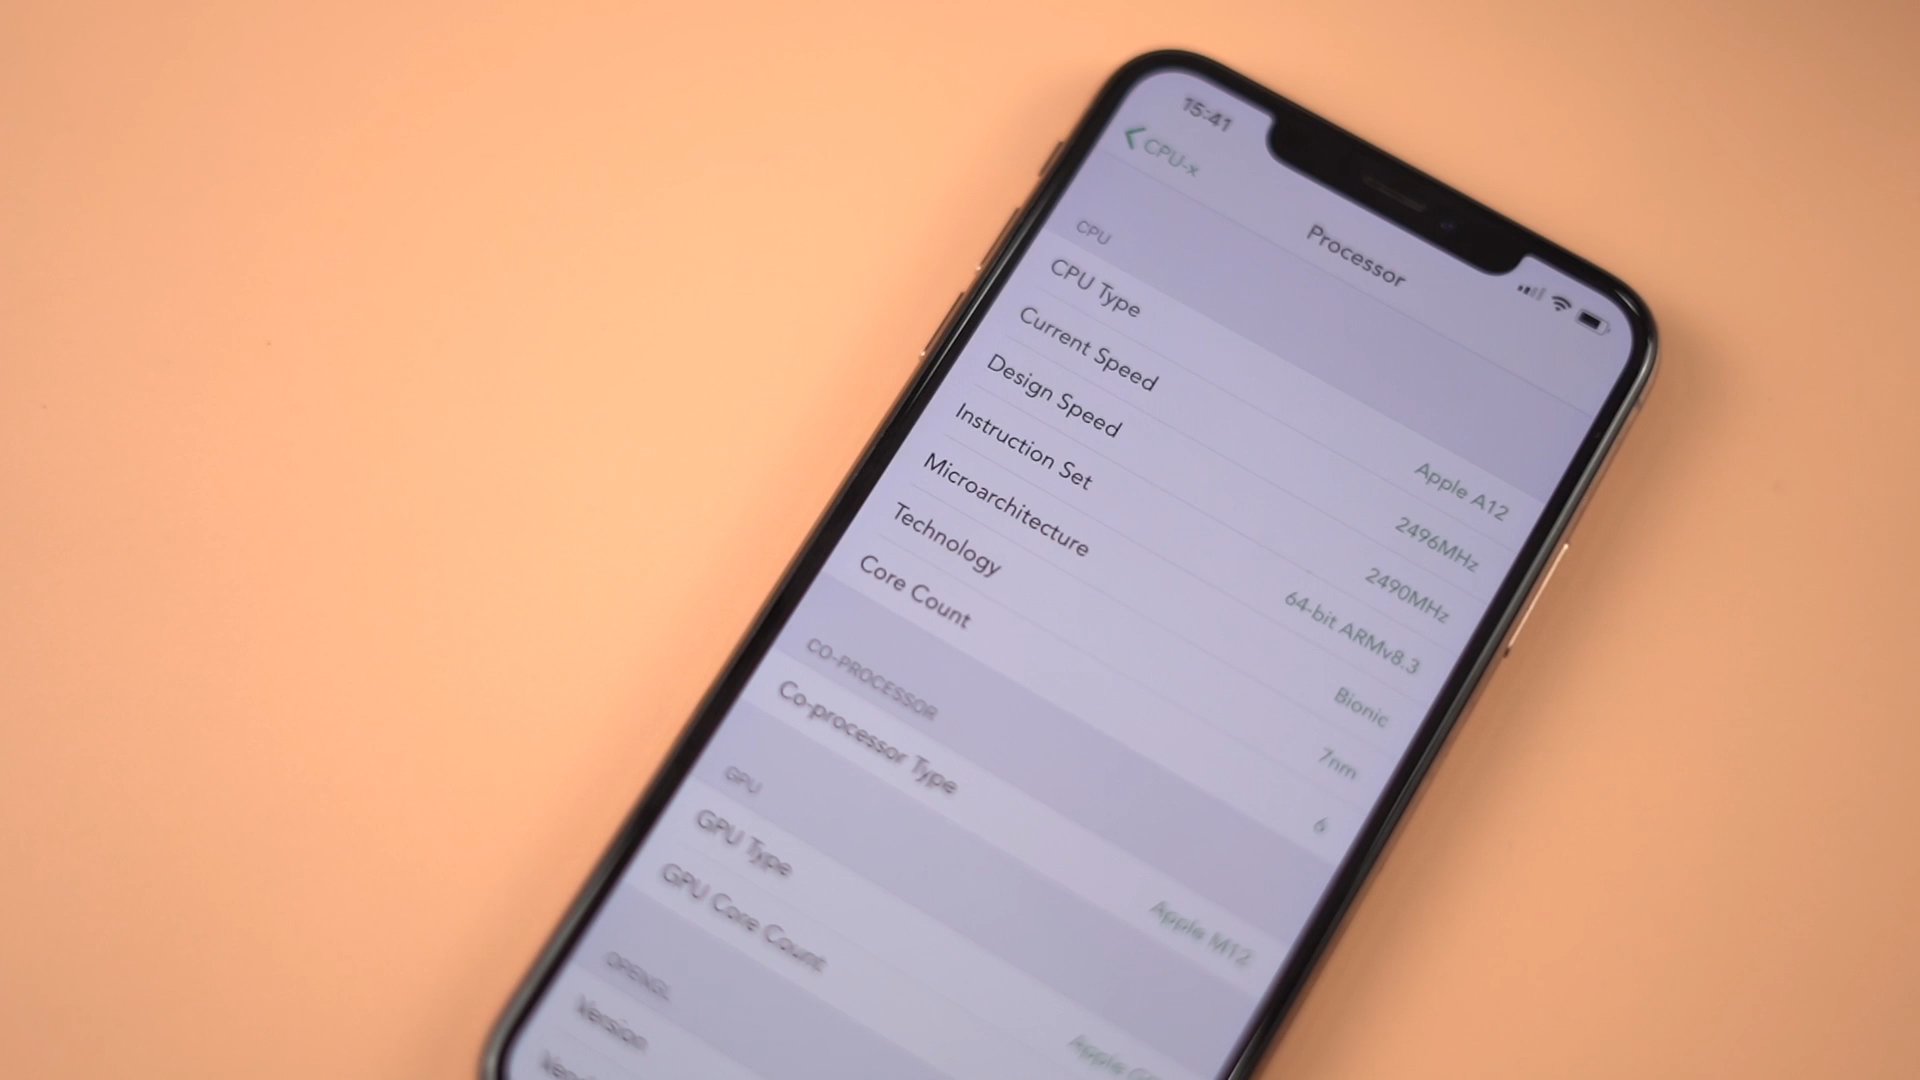 15:41
CPU-x
Processor
CPU
CPU Type Apple A12
Current Speed 2496MHz
Design Speed 2490MHz
Instruction Set 64-bit ARMv8.3
Microarchitecture Bionic
Technology 7nm
Core Count 6
CO-PROCESSOR
Co-processor Type Apple M12
GPU
GPU Type Apple
GPU Core Count
OPENGL
Version